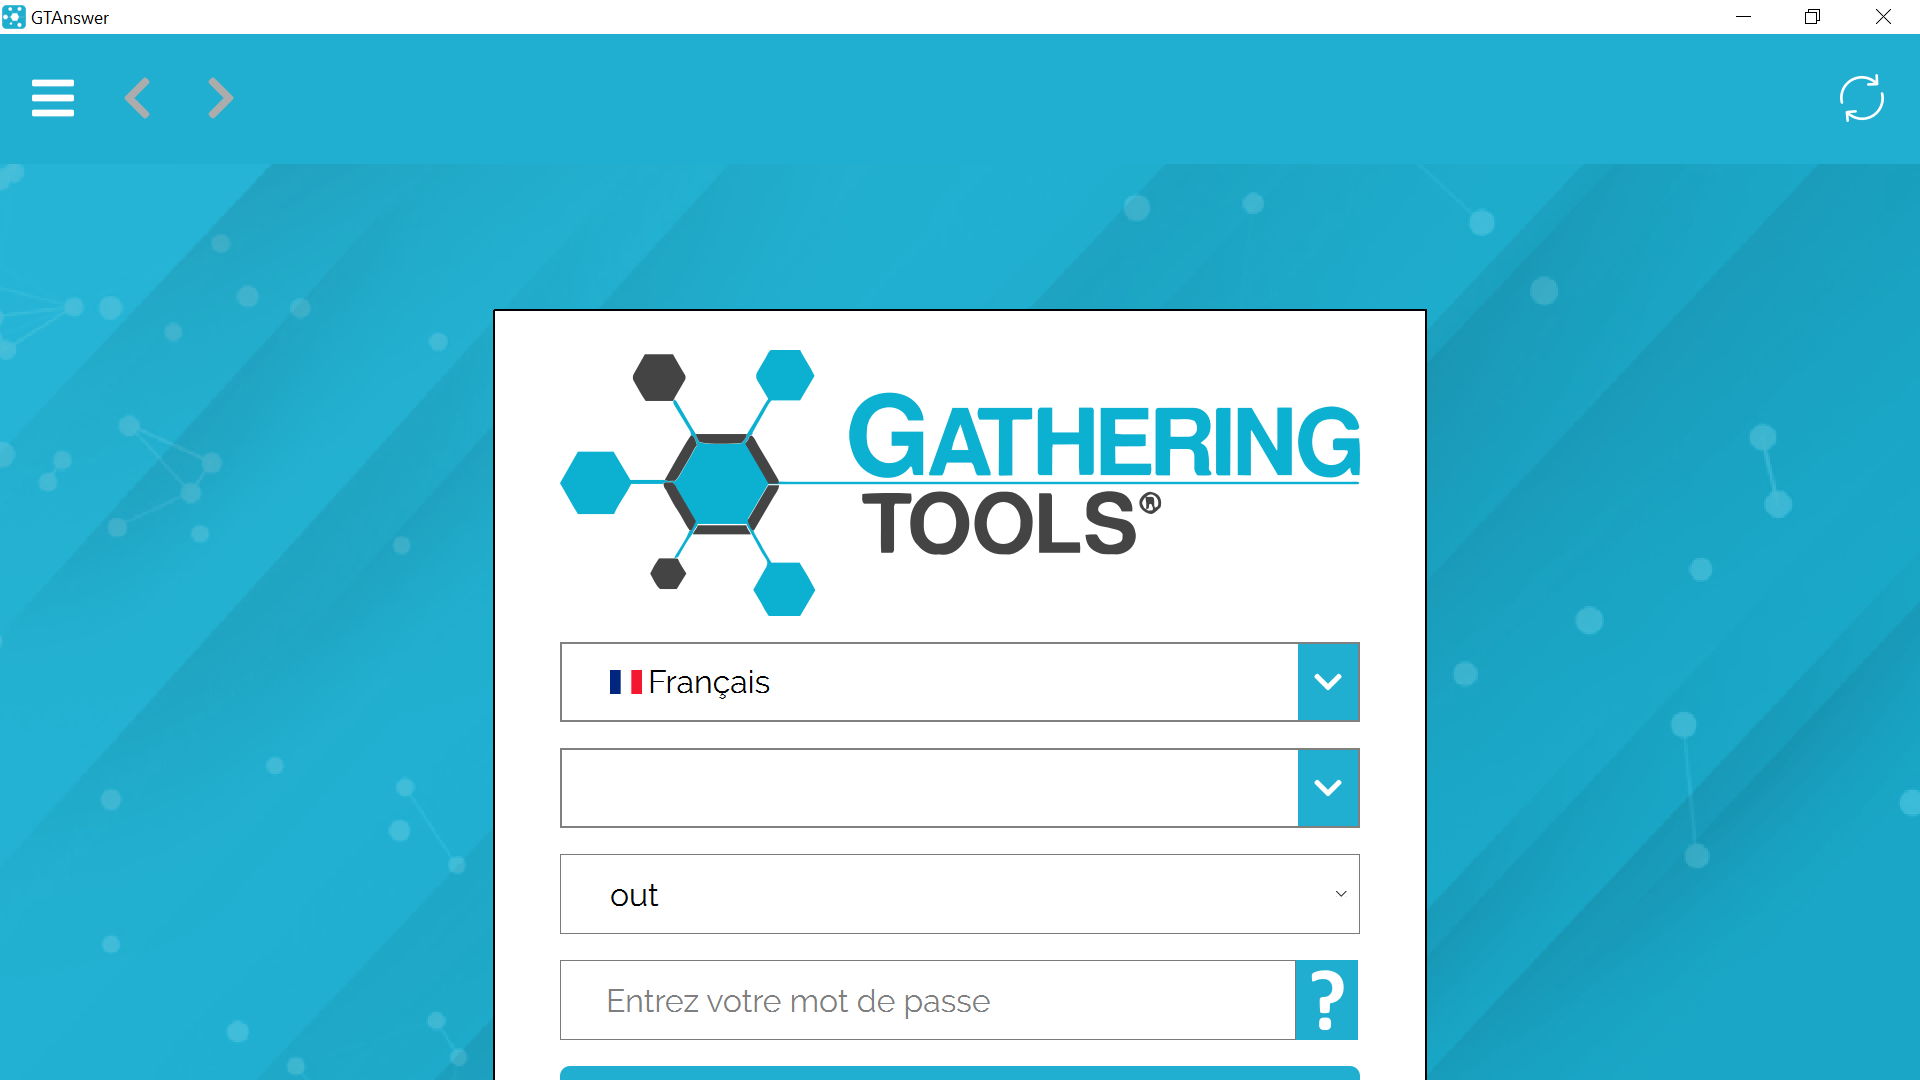 GTAnswer
GATHERING
TOOLS®
Français
out
Entrez votre mot de passe
?